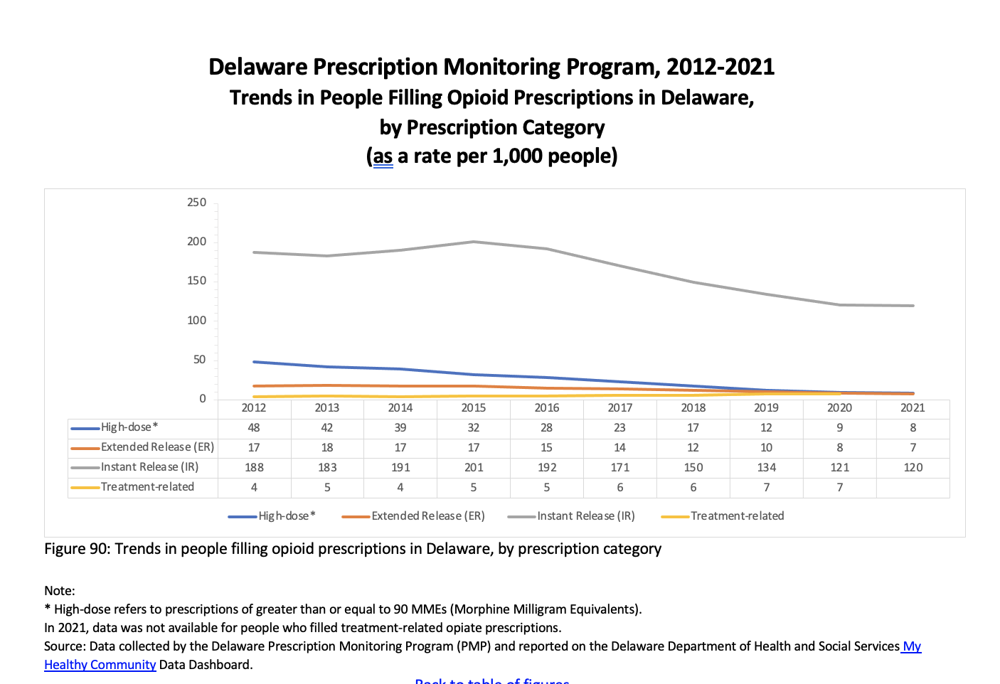 Delaware Prescription Monitoring Program, 2012-2021
Trends in People Filling Opioid Prescriptions in Delaware,
by Prescription Category
(as a rate per 1,000 people)
250
200
150
100
50
0
2012 2013 2014 2015 2016 2017 2018 2019 2020 2021
High-dose* 48 42 39 32 28 23 17 12 9 8
Extended Release (ER) 17 18 17 17 15 14 12 10 8 7
Instant Release (IR) 188 183 191 201 192 171 150 134 121 120
Treatment-related 4 5 4 5 5 6 6 7 7
High-dose* Extended Release (ER) Instant Release (IR) Treatment-related
Figure 90: Trends in people filling opioid prescriptions in Delaware, by prescription category
Note:
* High-dose refers to prescriptions of greater than or equal to 90 MMEs (Morphine Milligram Equivalents).
In 2021, data was not available for people who filled treatment-related opiate prescriptions.
Source: Data collected by the Delaware Prescription Monitoring Program (PMP) and reported on the Delaware Department of Health and Social Services My
Healthy Community Data Dashboard.
Back to table of figures